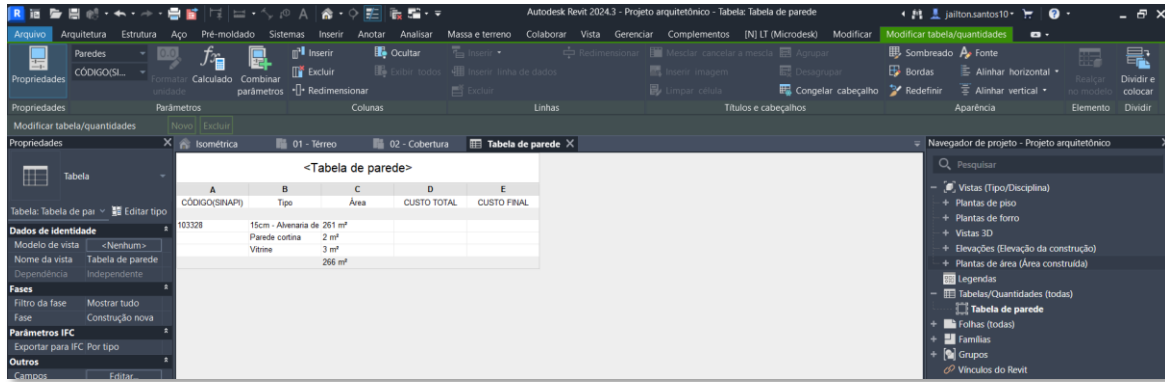 Autodesk Revit 2024.3 - Projeto arquitetônico - Tabela: Tabela de parede
jailton.santos10
Arquivo Arquitetura Estrutura Aço Pré-moldado Sistemas Inserir Anotar Analisar Massa e terreno Colaborar Vista Gerenciar Complementos [N] LT (Microdesk) Modificar Modificar tabela/quantidades
Paredes Inserir Ocultar Inserir Redimensionar Mesclar cancelar a mescla Agrupar Sombreado Fonte
Propriedades CÓDIGO(SI... Formatar unidade Calculado Combinar parâmetros Excluir Exibir todos Inserir linha de dados Inserir imagem Desagrupar Bordas Alinhar horizontal Realçar no modelo Dividir e colocar
Redimensionar Excluir Limpar célula Congelar cabeçalho Redefinir Alinhar vertical
Propriedades Parâmetros Colunas Linhas Títulos e cabeçalhos Aparência Elemento Dividir
Modificar tabela/quantidades Novo Excluir
Propriedades X Isométrica 01 - Térreo 02 - Cobertura Tabela de parede X Navegador de projeto - Projeto arquitetônico
Tabela
Tabela: Tabela de par Editar tipo
Dados de identidade
Modelo de vista <Nenhum>
Nome da vista Tabela de parede
Dependência Independente
Fases
Filtro da fase Mostrar tudo
Fase Construção nova
Parâmetros IFC
Exportar para IFC Por tipo
Outros
Campos Editar...
<Tabela de parede>
A B C D E
CÓDIGO(SINAPI) Tipo Área CUSTO TOTAL CUSTO FINAL
103328 15cm - Alvenaria de 261 m²
Parede cortina 2 m²
Vitrine 3 m²
266 m²
Pesquisar
Vistas (Tipo/Disciplina)
Plantas de piso
Plantas de forro
Vistas 3D
Elevações (Elevação da construção)
Plantas de área (Área construída)
Legendas
Tabelas/Quantidades (todas)
Tabela de parede
Folhas (todas)
Famílias
Grupos
Vínculos do Revit